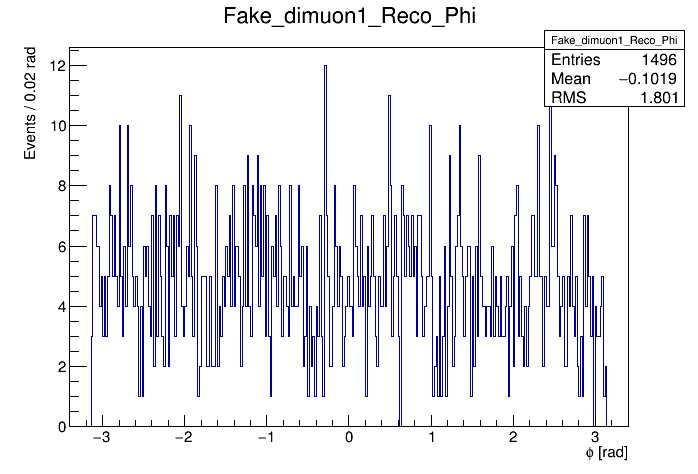 Fake_dimuon1_Reco_Phi
Fake_dimuon1_Reco_Phi
Entries 1496
Mean −0.1019
RMS 1.801
Events / 0.02 rad
12
10
8
6
4
2
0
−3 −2 −1 0 1 2 3
ϕ [rad]